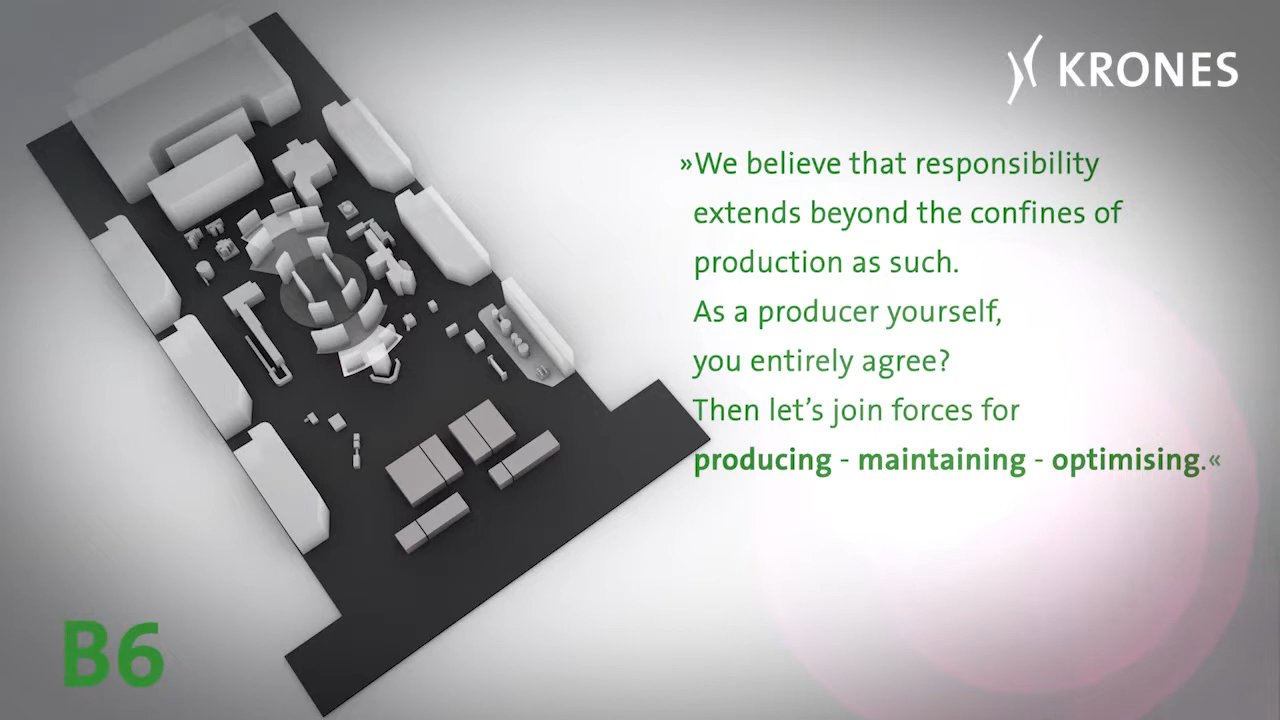 KRONES
»We believe that responsibility
extends beyond the confines of
production as such.
As a producer yourself,
you entirely agree?
Then let’s join forces for
producing - maintaining - optimising.«
B6